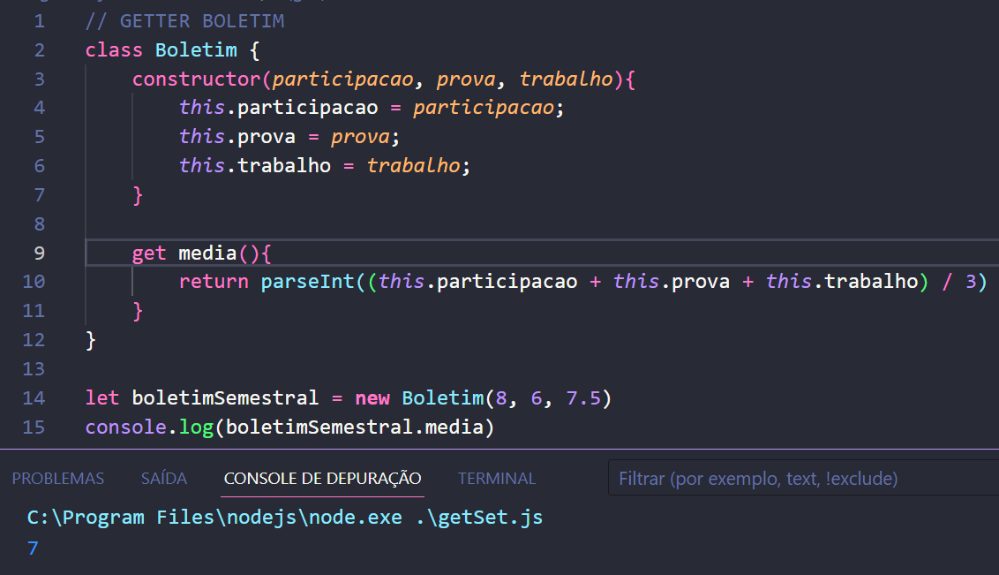 1 // GETTER BOLETIM
2 class Boletim {
3     constructor(participacao, prova, trabalho){
4         this.participacao = participacao;
5         this.prova = prova;
6         this.trabalho = trabalho;
7     }
8
9     get media(){
10         return parseInt((this.participacao + this.prova + this.trabalho) / 3)
11     }
12 }
13
14 let boletimSemestral = new Boletim(8, 6, 7.5)
15 console.log(boletimSemestral.media)
PROBLEMAS SAÍDA CONSOLE DE DEPURAÇÃO TERMINAL Filtrar (por exemplo, text, !exclude)
C:\Program Files\nodejs\node.exe .\getSet.js
7